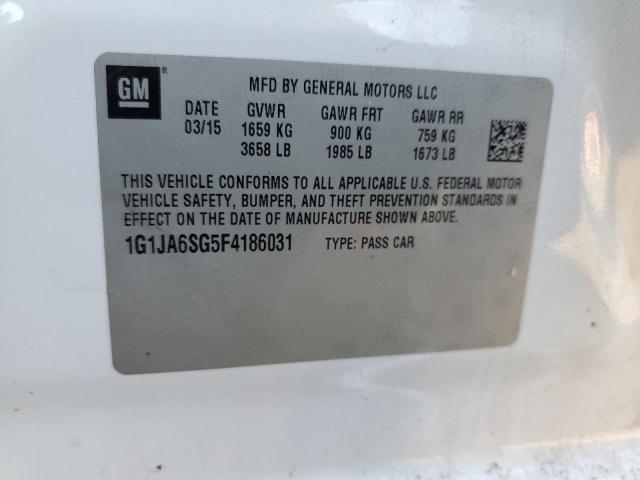 GM ®
MFD BY GENERAL MOTORS LLC
DATE GVWR GAWR FRT GAWR RR
03/15 1659 KG 900 KG 759 KG
3658 LB 1985 LB 1673 LB
THIS VEHICLE CONFORMS TO ALL APPLICABLE U.S. FEDERAL MOTOR
VEHICLE SAFETY, BUMPER, AND THEFT PREVENTION STANDARDS IN
EFFECT ON THE DATE OF MANUFACTURE SHOWN ABOVE.
1G1JA6SG5F4186031 TYPE: PASS CAR